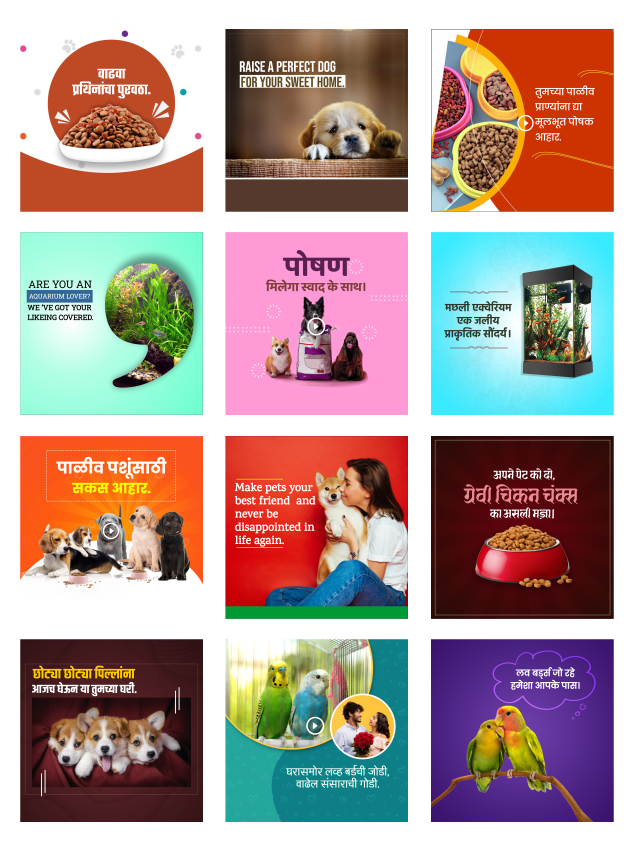 वाढवा
प्रथिनांचा पुरवठा.
RAISE A PERFECT DOG
FOR YOUR SWEET HOME.
तुमच्या पाळीव
प्राण्यांना द्या
मूलभूत पोषक
आहार.
ARE YOU AN
AQUARIUM LOVER?
WE 'VE GOT YOUR
LIKEING COVERED.
पोषण
मिलेगा स्वाद के साथ।
मछली एक्वेरियम
एक जलीय
प्राकृतिक सौंदर्य।
पाळीव पशूंसाठी
सकस आहार.
Make pets your
best friend and
never be
disappointed in
life again.
अपने पेट को दो,
ग्रेवी चिकन चंक्स
का असली मज़ा।
छोट्या छोट्या पिल्लांना
आजच घेऊन या तुमच्या घरी.
घरासमोर लव्ह बर्डची जोडी,
वाढेल संसाराची गोडी.
लव बर्ड्स जो रहे
हमेशा आपके पास।